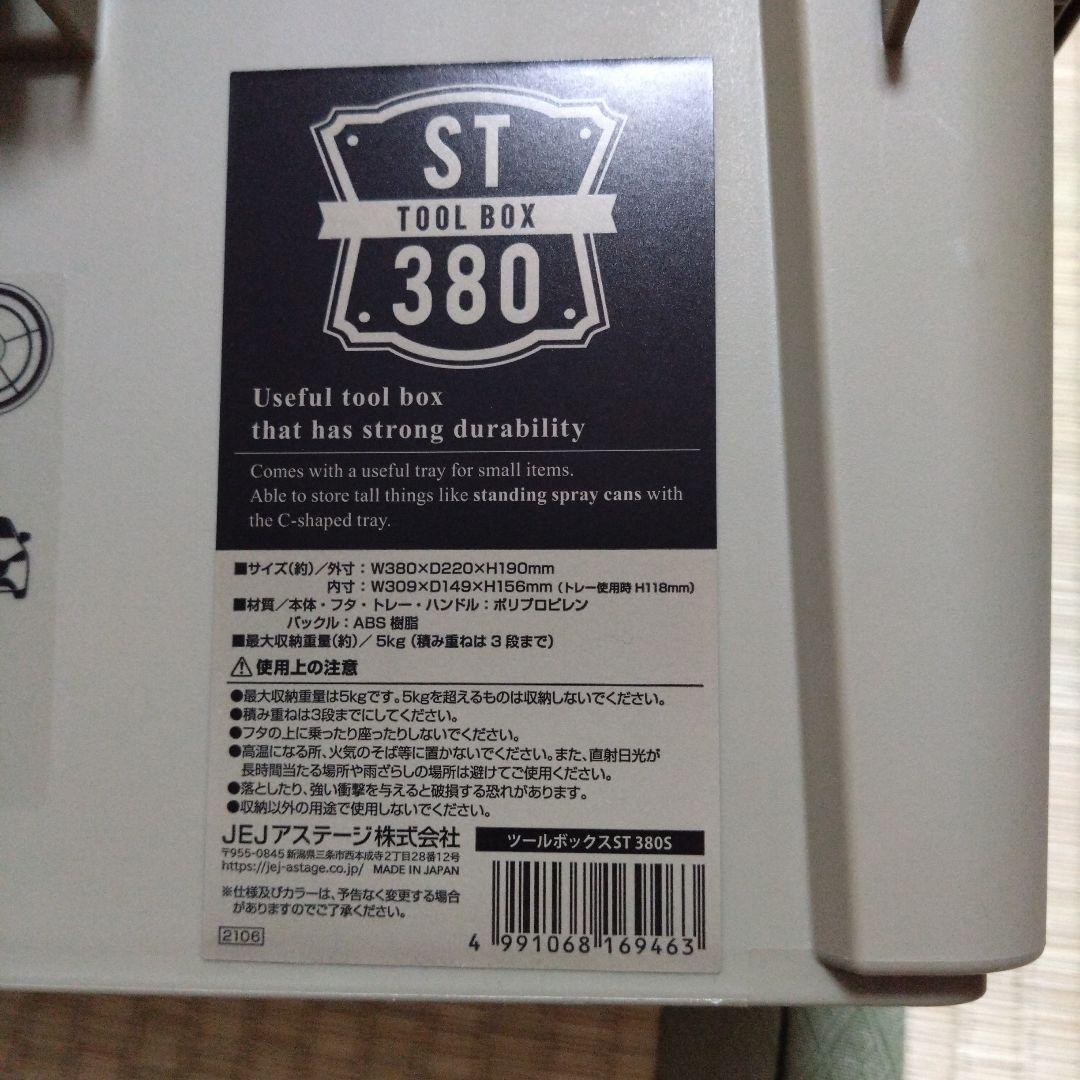 ST
TOOL BOX
380
Useful tool box
that has strong durability
Comes with a useful tray for small items.
Able to store tall things like standing spray cans with
the C-shaped tray.
■サイズ(約)／外寸：W380×D220×H190mm
内寸：W309×D149×H156mm（トレー使用時 H118mm）
■材質／本体・フタ・トレー・ハンドル：ポリプロピレン
バックル：ABS 樹脂
■最大収納重量(約)／ 5kg（積み重ねは 3 段まで）
⚠使用上の注意
●最大収納重量は5kgです。5kgを超えるものは収納しないでください。
●積み重ねは3段までにしてください。
●フタの上に乗ったり座ったりしないでください。
●高温になる所、火気のそば等に置かないでください。また、直射日光が
長時間当たる場所や雨ざらしの場所は避けてご使用ください。
●落としたり、強い衝撃を与えると破損する恐れがあります。
●収納以外の用途で使用しないでください。
JEJアステージ株式会社
〒955-0845 新潟県三条市西本成寺2丁目28番12号
https://jej-astage.co.jp/ MADE IN JAPAN
※仕様及びカラーは、予告なく変更する場合
がありますのでご了承ください。
2106
ツールボックスST 380S
4 991068 169463